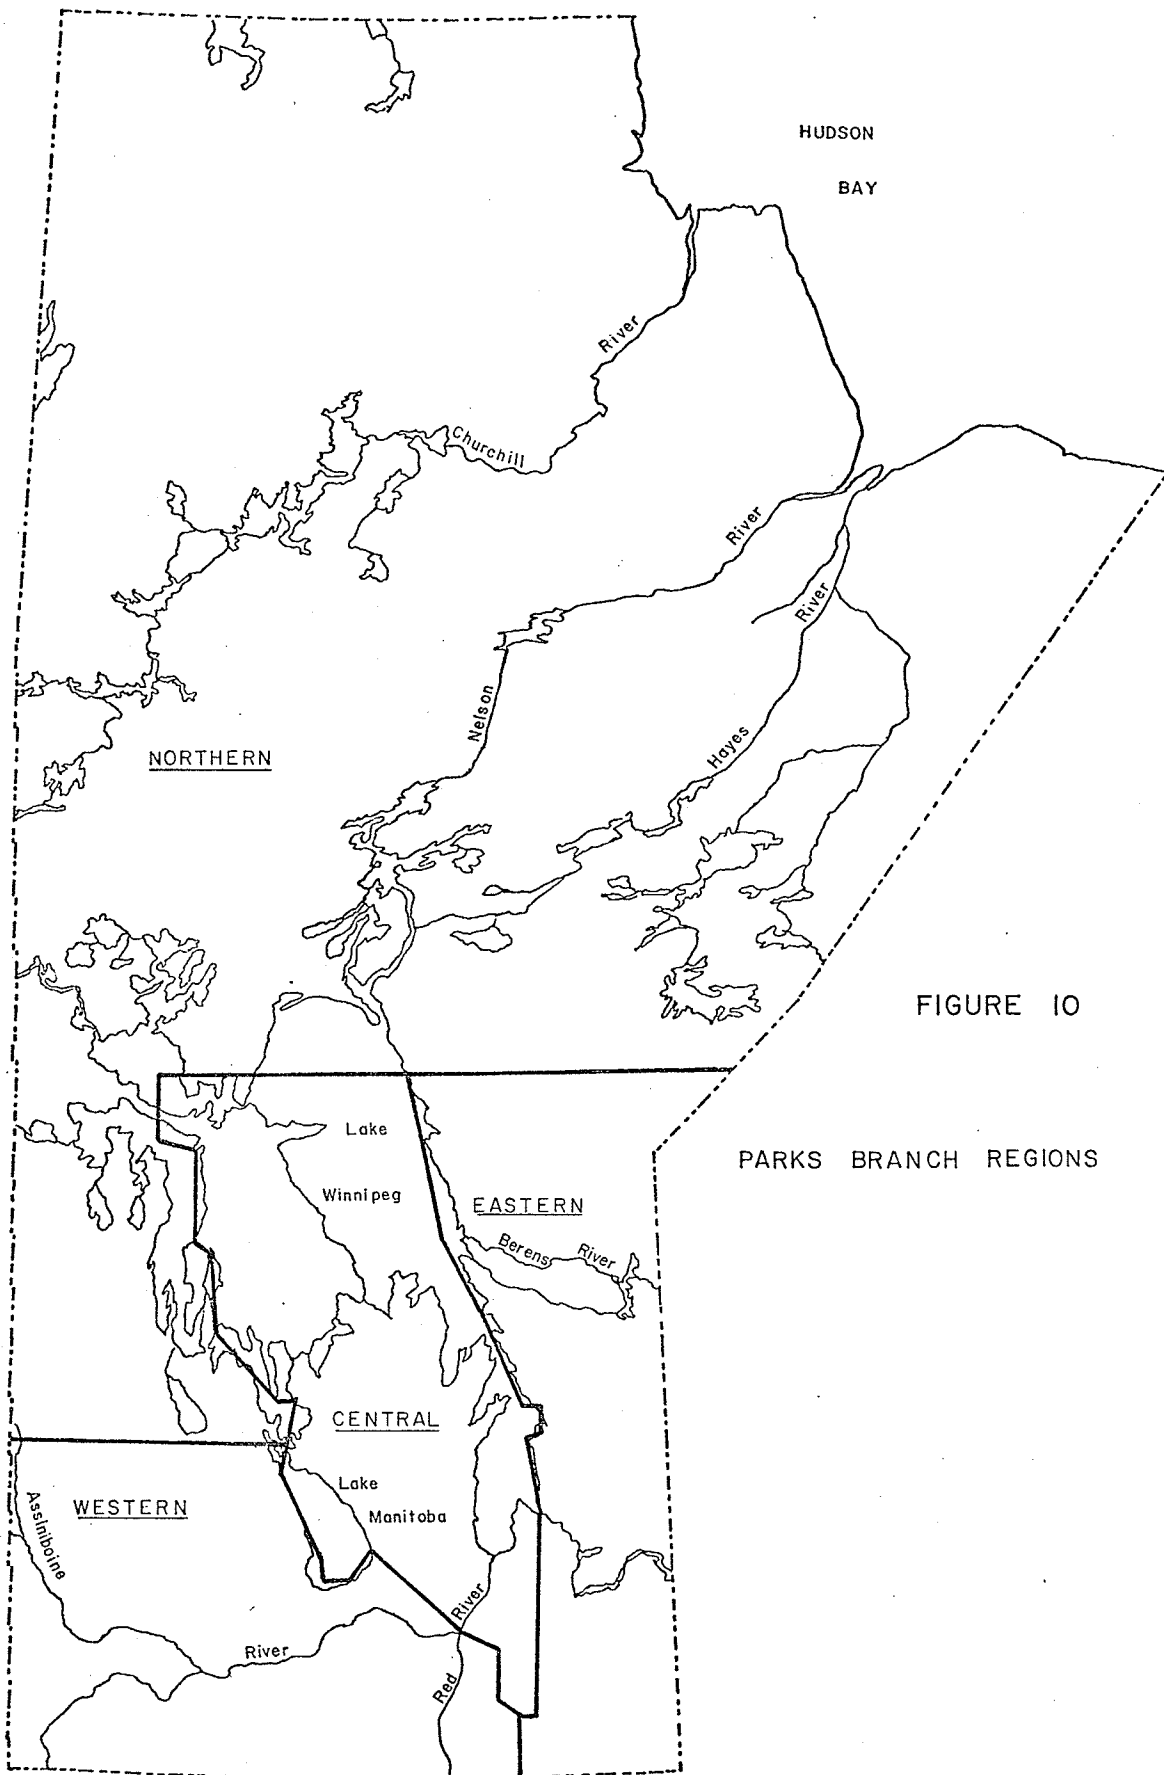 HUDSON
BAY
River
Churchill
River
River
Nelson
Hayes
NORTHERN
FIGURE 10
PARKS BRANCH REGIONS
Lake
Winnipeg
EASTERN
Berens River
CENTRAL
Lake
Manitoba
WESTERN
Assiniboine
River
River
Red